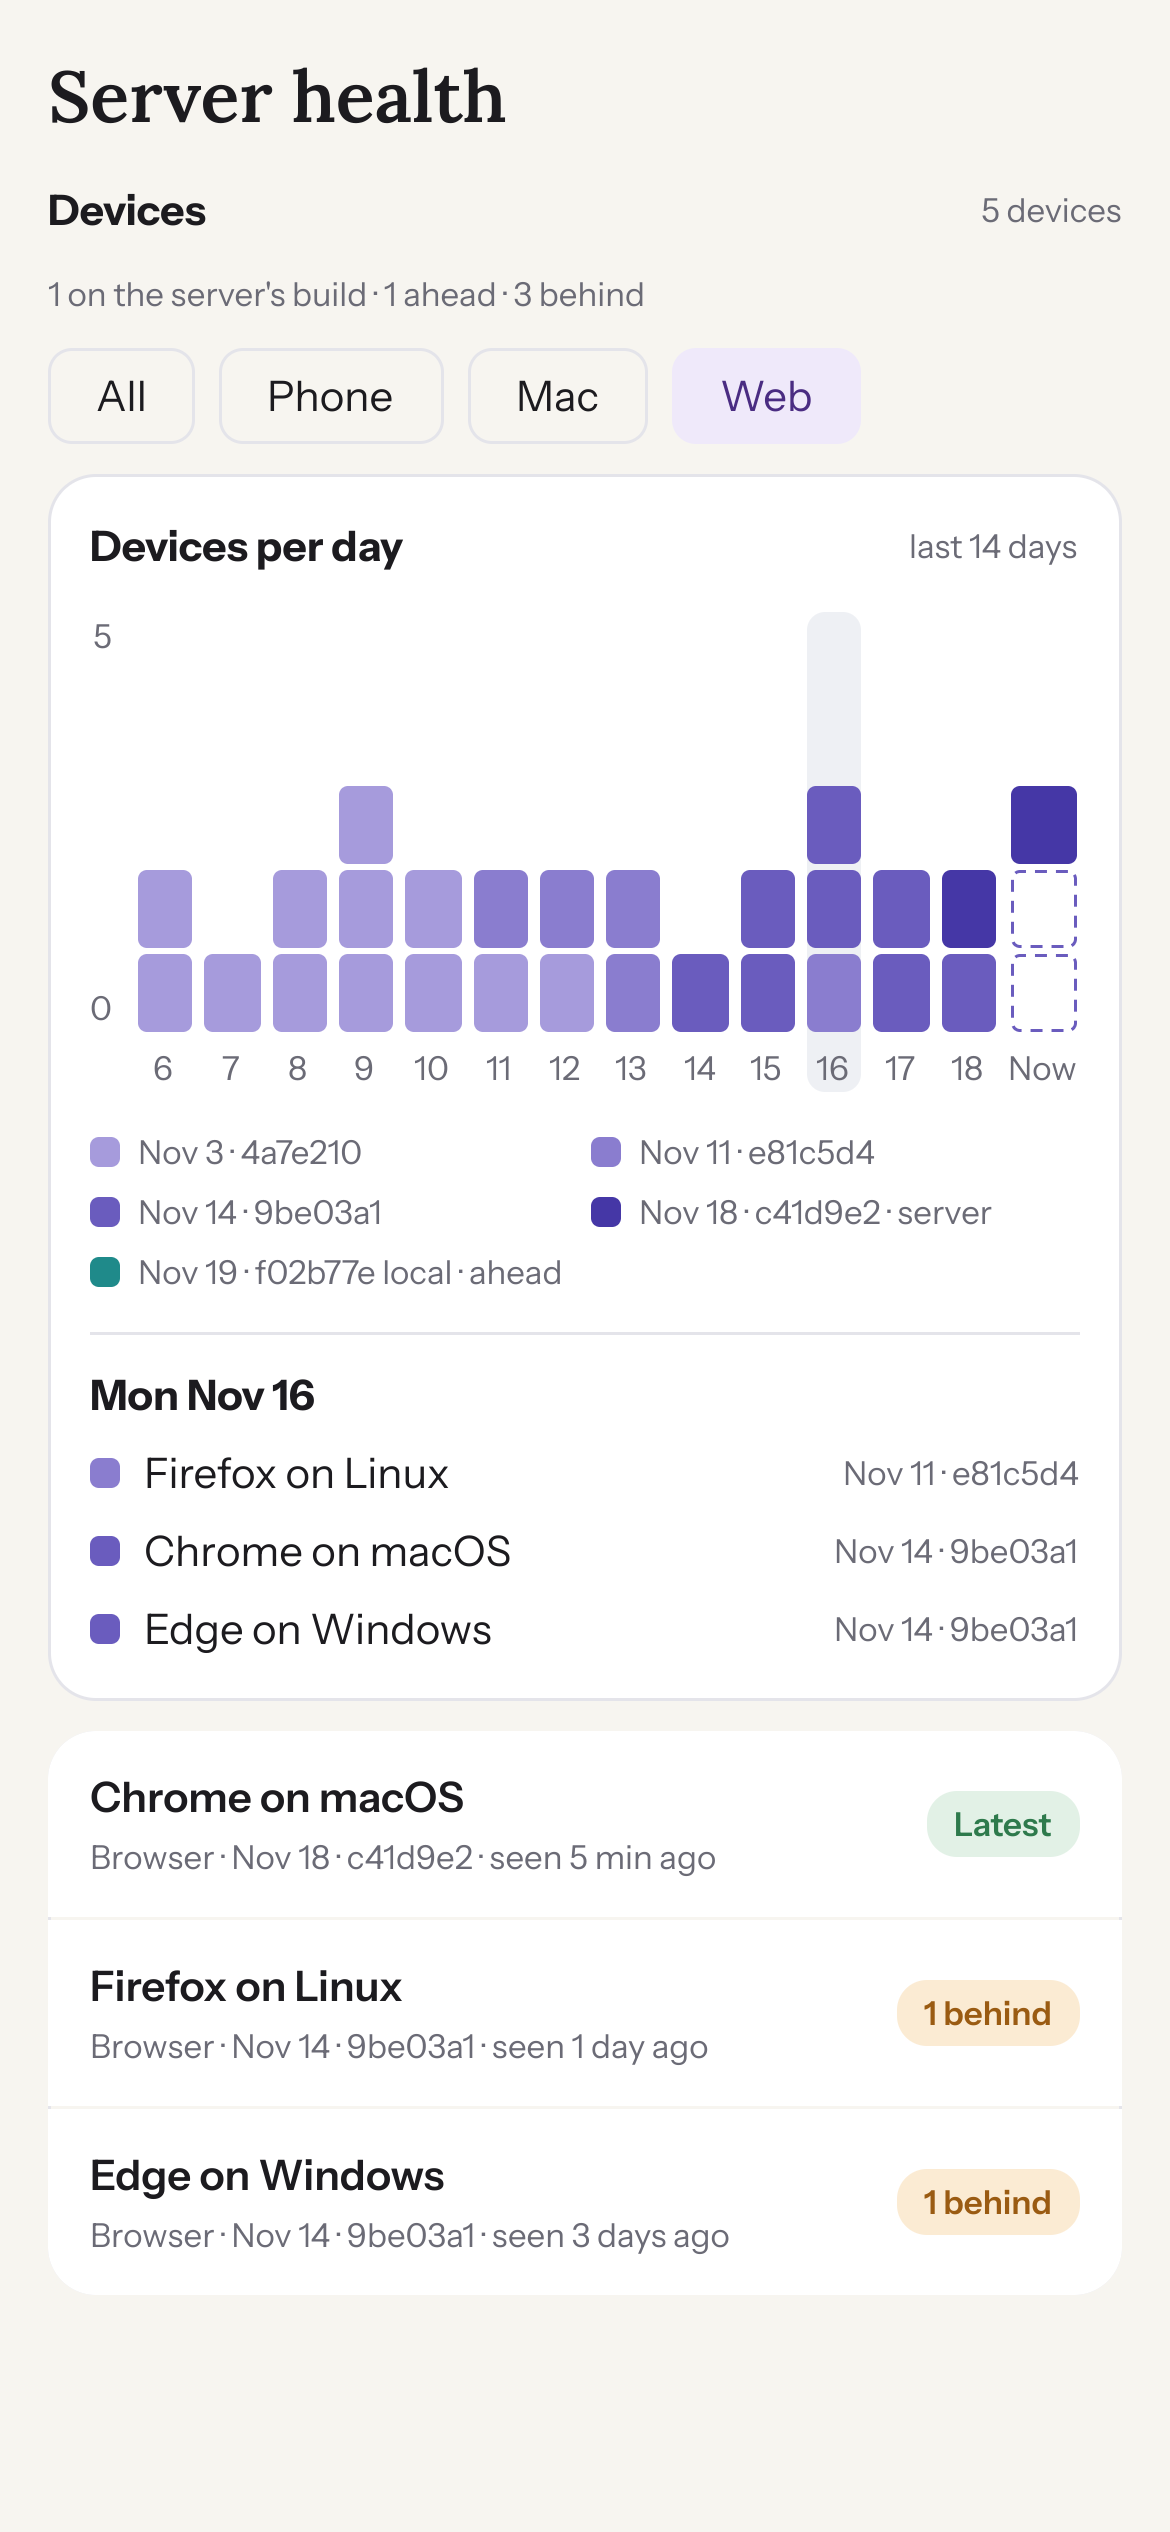 Server health
Devices 5 devices
1 on the server's build · 1 ahead · 3 behind
All Phone Mac Web
Devices per day last 14 days
5
0
6 7 8 9 10 11 12 13 14 15 16 17 18 Now
Nov 3 · 4a7e210 Nov 11 · e81c5d4
Nov 14 · 9be03a1 Nov 18 · c41d9e2 · server
Nov 19 · f02b77e local · ahead
Mon Nov 16
Firefox on Linux Nov 11 · e81c5d4
Chrome on macOS Nov 14 · 9be03a1
Edge on Windows Nov 14 · 9be03a1
Chrome on macOS
Browser · Nov 18 · c41d9e2 · seen 5 min ago
Latest
Firefox on Linux
Browser · Nov 14 · 9be03a1 · seen 1 day ago
1 behind
Edge on Windows
Browser · Nov 14 · 9be03a1 · seen 3 days ago
1 behind